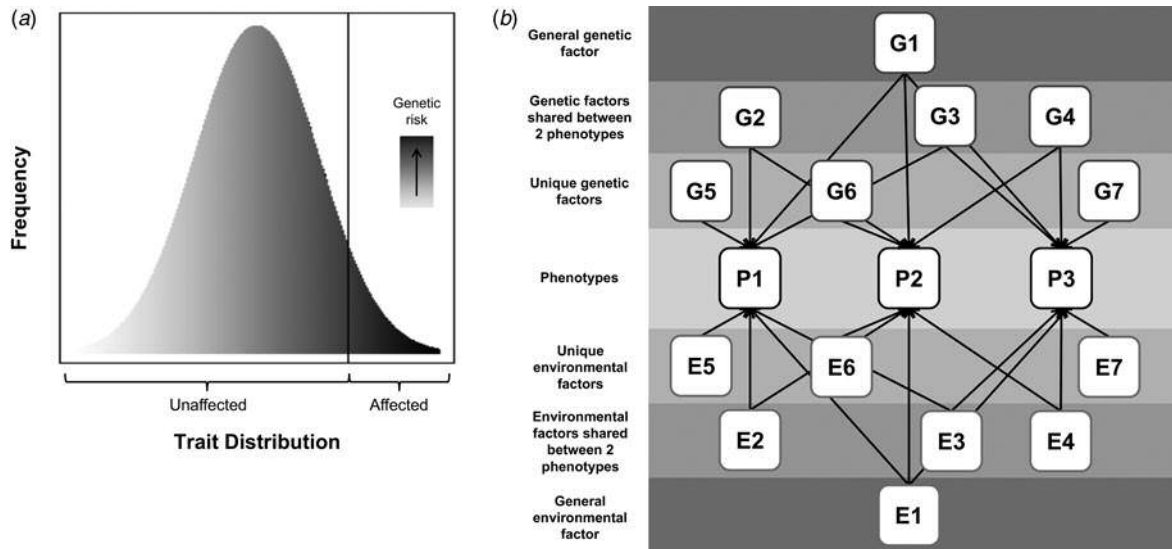 (a)
Frequency
Genetic
risk
Unaffected
Affected
Trait Distribution
(b)
General genetic
factor
G1
Genetic factors
shared between
2 phenotypes
G2
G3
G4
Unique genetic
factors
G5
G6
G7
Phenotypes
P1
P2
P3
Unique
environmental
factors
E5
E6
E7
Environmental
factors shared
between 2
phenotypes
E2
E3
E4
General
environmental
factor
E1